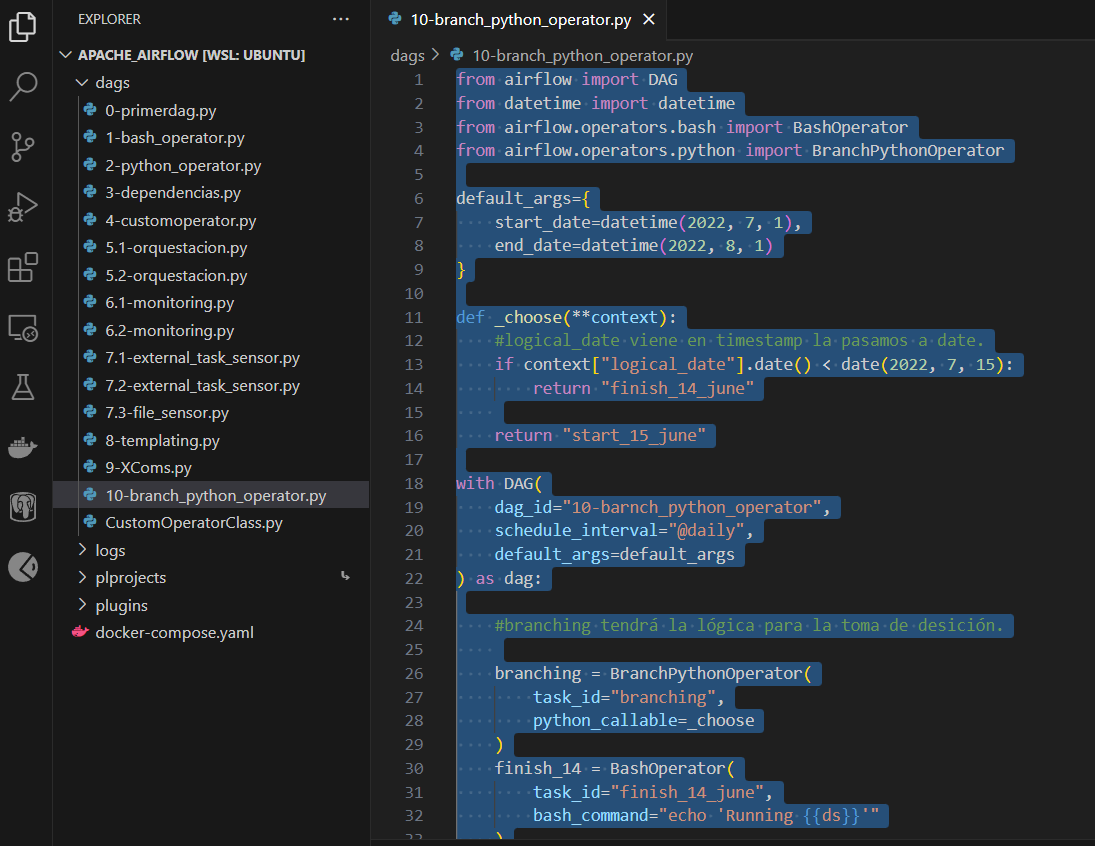 EXPLORER
APACHE_AIRFLOW [WSL: UBUNTU]
dags
0-primerdag.py
1-bash_operator.py
2-python_operator.py
3-dependencias.py
4-customoperator.py
5.1-orquestacion.py
5.2-orquestacion.py
6.1-monitoring.py
6.2-monitoring.py
7.1-external_task_sensor.py
7.2-external_task_sensor.py
7.3-file_sensor.py
8-templating.py
9-XComs.py
10-branch_python_operator.py
CustomOperatorClass.py
logs
plprojects
plugins
docker-compose.yaml
10-branch_python_operator.py
dags > 10-branch_python_operator.py
1 from airflow import DAG
2 from datetime import datetime
3 from airflow.operators.bash import BashOperator
4 from airflow.operators.python import BranchPythonOperator
5
6 default_args={
7     start_date=datetime(2022, 7, 1),
8     end_date=datetime(2022, 8, 1)
9 }
10
11 def _choose(**context):
12     #logical_date viene en timestamp la pasamos a date.
13     if context["logical_date"].date() < date(2022, 7, 15):
14         return "finish_14_june"
15
16     return "start_15_june"
17
18 with DAG(
19     dag_id="10-barnch_python_operator",
20     schedule_interval="@daily",
21     default_args=default_args
22 ) as dag:
23
24     #branching tendrá la lógica para la toma de desición.
25
26     branching = BranchPythonOperator(
27         task_id="branching",
28         python_callable=_choose
29     )
30     finish_14 = BashOperator(
31         task_id="finish_14_june",
32         bash_command="echo 'Running {{ds}}'"
33     )